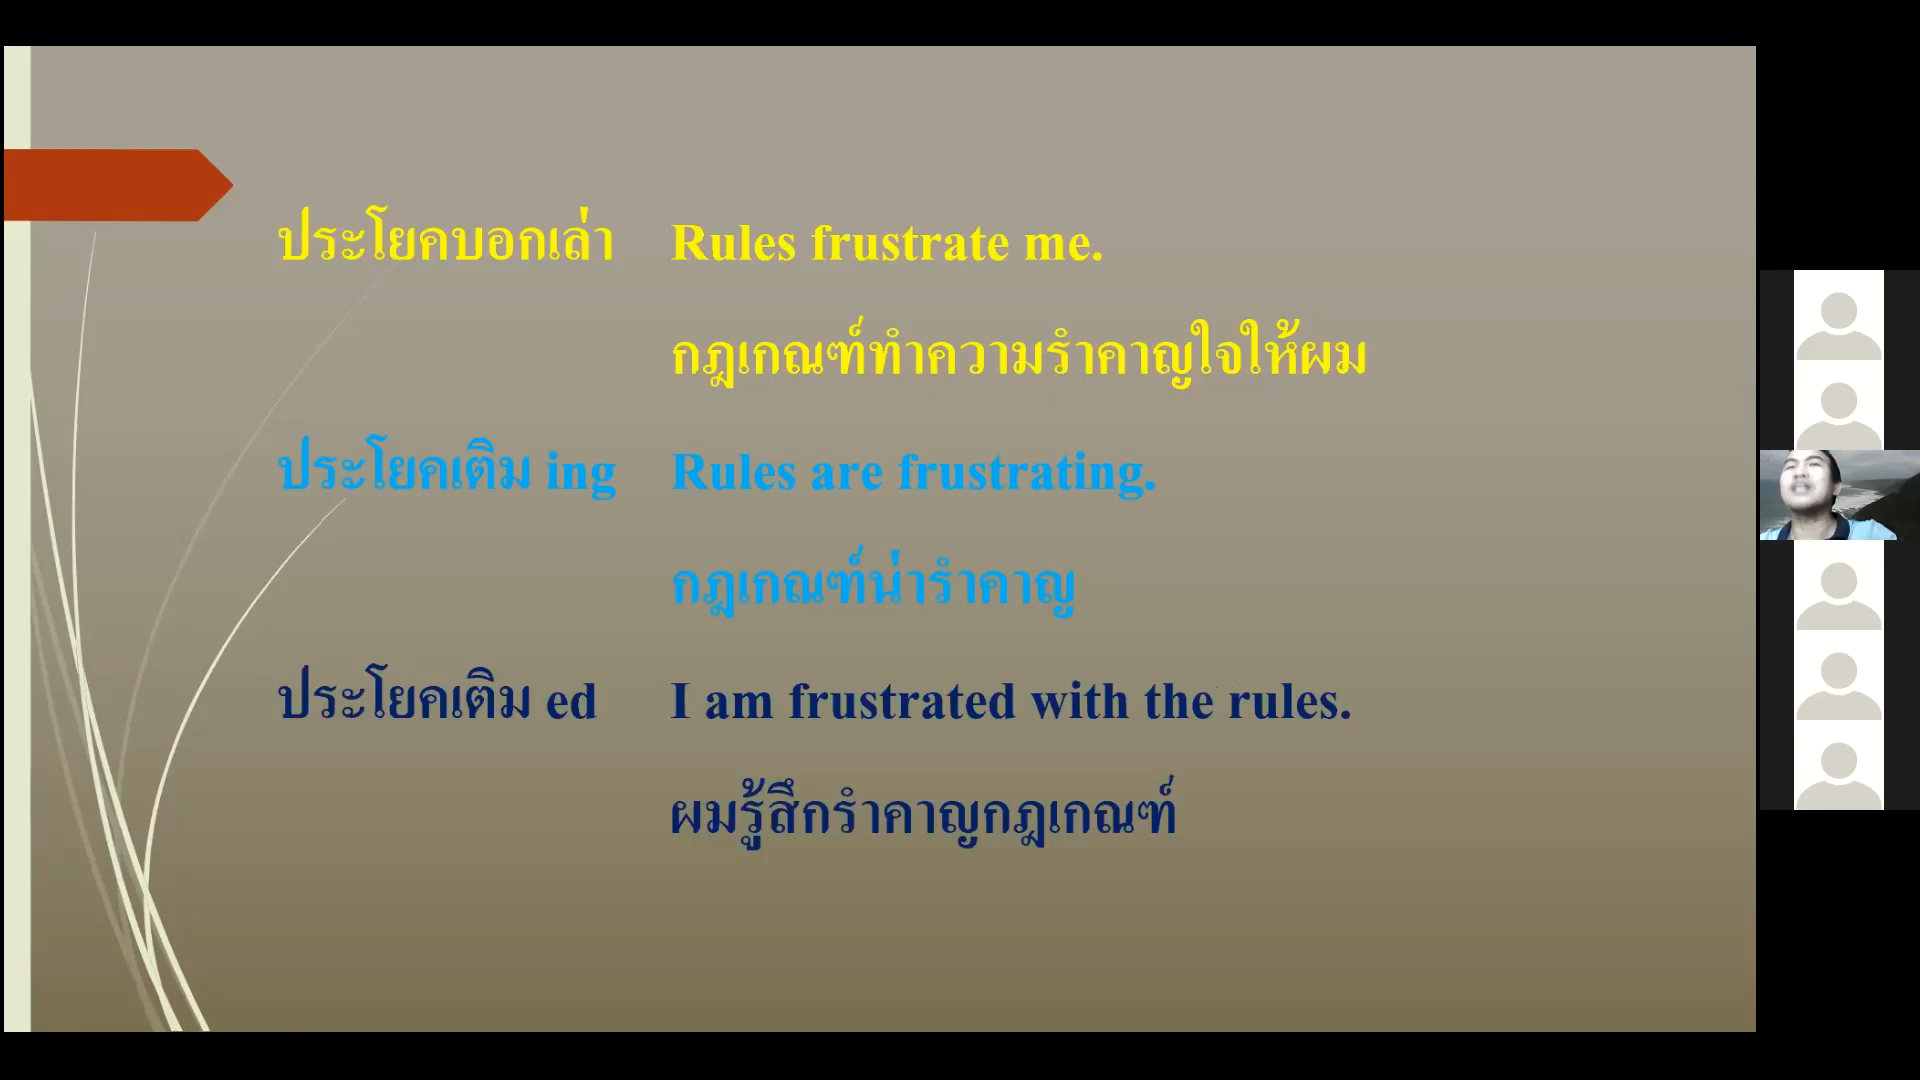 ประโยคบอกเล่า Rules frustrate me.
กฎเกณฑ์ทำความรำคาญใจให้ผม
ประโยคเติม ing Rules are frustrating.
กฎเกณฑ์น่ารำคาญ
ประโยคเติม ed I am frustrated with the rules.
ผมรู้สึกรำคาญกฎเกณฑ์